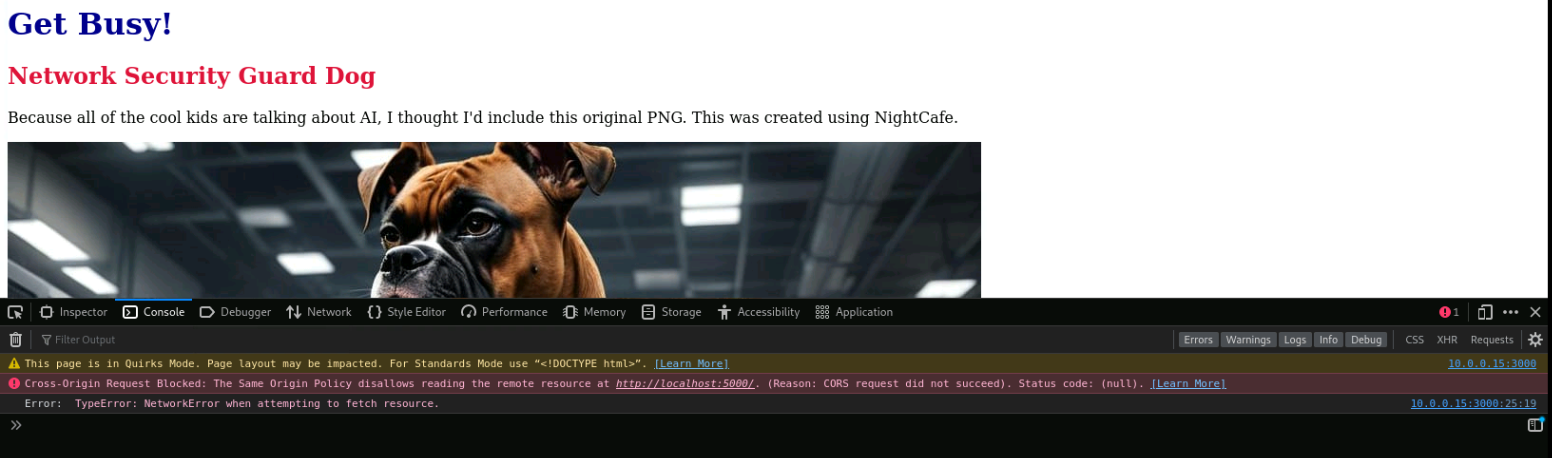 Get Busy!
Network Security Guard Dog
Because all of the cool kids are talking about AI, I thought I'd include this original PNG. This was created using NightCafe.
Inspector Console Debugger Network Style Editor Performance Memory Storage Accessibility Application 1
Filter Output Errors Warnings Logs Info Debug CSS XHR Requests
This page is in Quirks Mode. Page layout may be impacted. For Standards Mode use “<!DOCTYPE html>”. [Learn More] 10.0.0.15:3000
Cross-Origin Request Blocked: The Same Origin Policy disallows reading the remote resource at http://localhost:5000/. (Reason: CORS request did not succeed). Status code: (null). [Learn More]
Error: TypeError: NetworkError when attempting to fetch resource. 10.0.0.15:3000:25:19